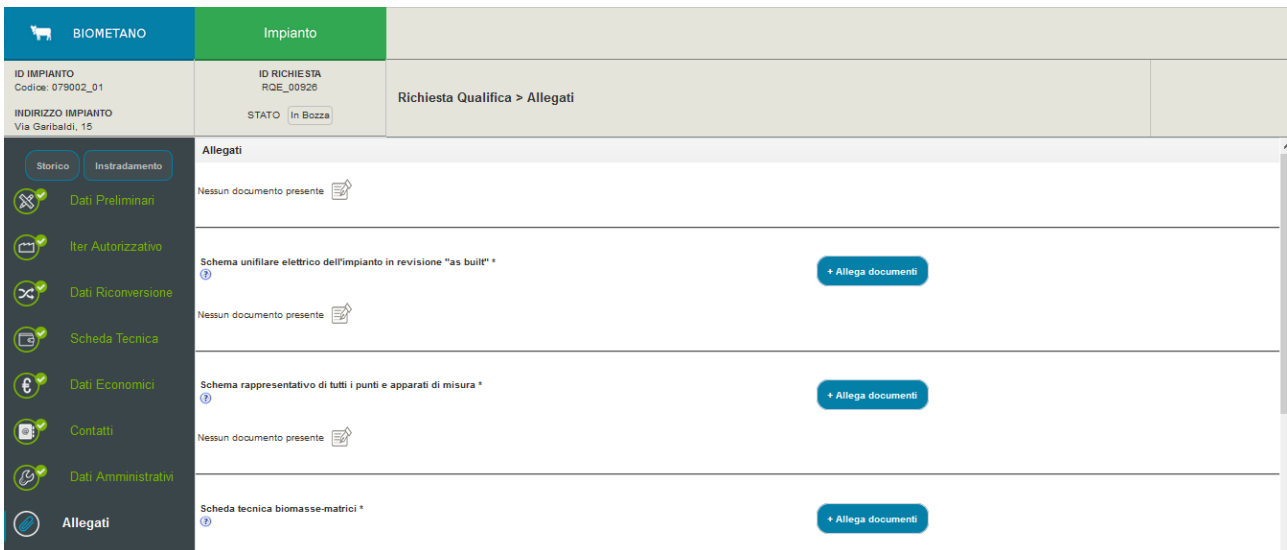 BIOMETANO
Impianto
ID IMPIANTO
Codice: 079002_01
INDIRIZZO IMPIANTO
Via Garibaldi, 15
ID RICHIESTA
RQE_00926
STATO In Bozza
Richiesta Qualifica > Allegati
Storico
Instradamento
Dati Preliminari
Iter Autorizzativo
Dati Riconversione
Scheda Tecnica
Dati Economici
Contatti
Dati Amministrativi
Allegati
Allegati
Nessun documento presente
Schema unifilare elettrico dell'impianto in revisione "as built" *
+ Allega documenti
Nessun documento presente
Schema rappresentativo di tutti i punti e apparati di misura *
+ Allega documenti
Nessun documento presente
Scheda tecnica biomasse-matrici *
+ Allega documenti